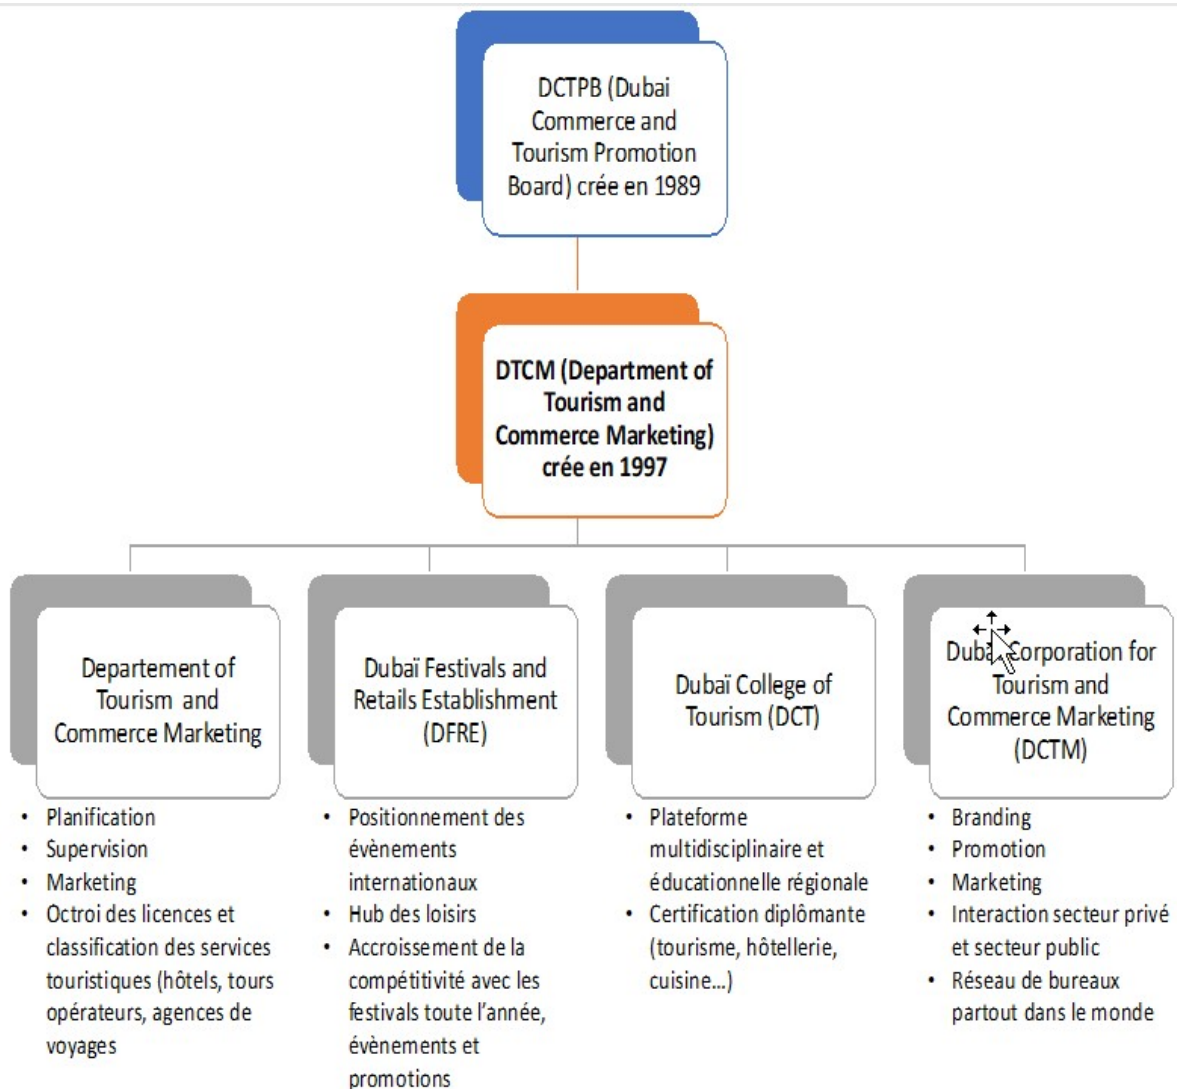 DCTPB (Dubai
Commerce and
Tourism Promotion
Board) crée en 1989
DTCM (Department of
Tourism and
Commerce Marketing)
crée en 1997
Departement of
Tourism and
Commerce Marketing
• Planification
• Supervision
• Marketing
• Octroi des licences et
classification des services
touristiques (hôtels, tours
opérateurs, agences de
voyages
Dubaï Festivals and
Retails Establishment
(DFRE)
• Positionnement des
évènements
internationaux
• Hub des loisirs
• Accroissement de la
compétitivité avec les
festivals toute l’année,
évènements et
promotions
Dubaï College of
Tourism (DCT)
• Plateforme
multidisciplinaire et
éducationnelle régionale
• Certification diplômante
(tourisme, hôtellerie,
cuisine…)
Corporation for
Tourism and
Commerce Marketing
(DCTM)
• Branding
• Promotion
• Marketing
• Interaction secteur privé
et secteur public
• Réseau de bureaux
partout dans le monde